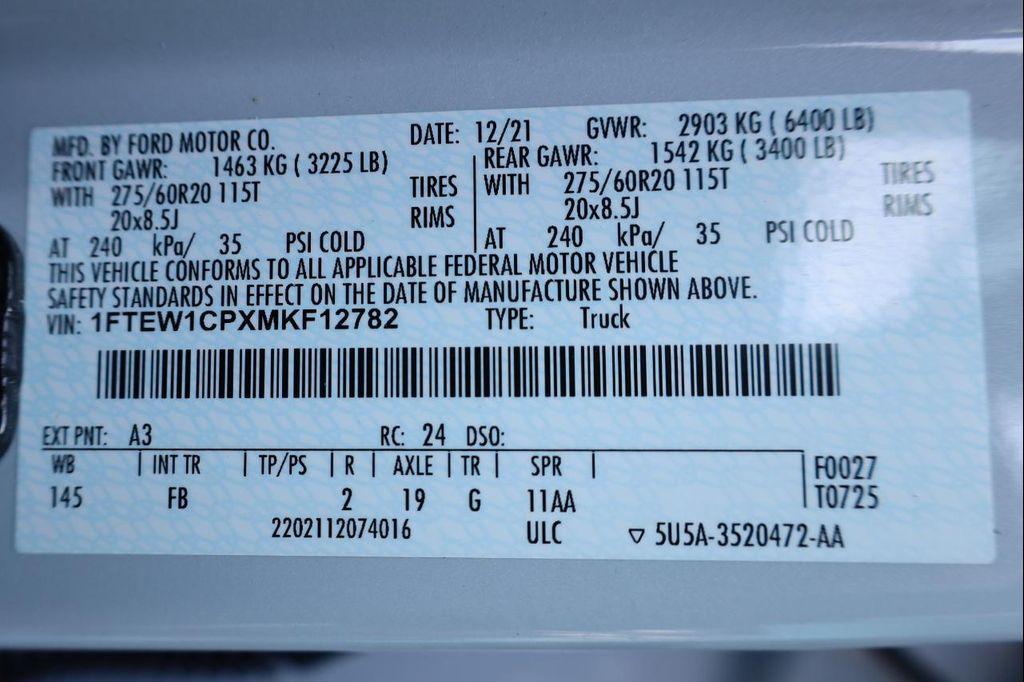 MFD. BY FORD MOTOR CO. DATE: 12/21 GVWR: 2903 KG ( 6400 LB)
FRONT GAWR: 1463 KG ( 3225 LB) REAR GAWR: 1542 KG ( 3400 LB)
WITH 275/60R20 115T TIRES WITH 275/60R20 115T TIRES
20x8.5J RIMS 20x8.5J RIMS
AT 240 kPa/ 35 PSI COLD AT 240 kPa/ 35 PSI COLD
THIS VEHICLE CONFORMS TO ALL APPLICABLE FEDERAL MOTOR VEHICLE
SAFETY STANDARDS IN EFFECT ON THE DATE OF MANUFACTURE SHOWN ABOVE.
VIN: 1FTEW1CPXMKF12782 TYPE: Truck
EXT PNT: A3 RC: 24 DSO:
WB INT TR TP/PS R AXLE TR SPR F0027
145 FB 2 19 G 11AA T0725
2202112074016 ULC ▽ 5U5A-3520472-AA